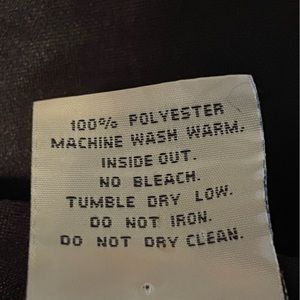 100% POLYESTER
MACHINE WASH WARM,
INSIDE OUT.
NO BLEACH.
TUMBLE DRY LOW.
DO NOT IRON.
DO NOT DRY CLEAN.